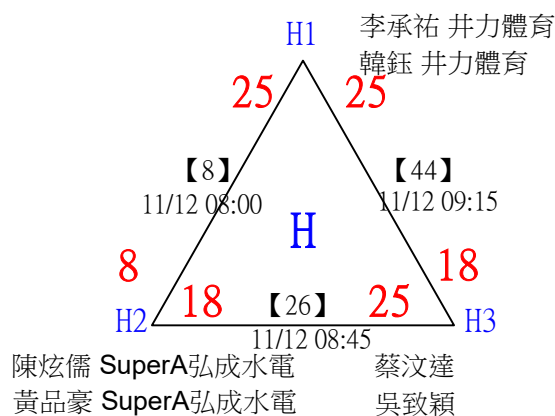 H1
李承祐 井力體育
韓鈺 井力體育
25
25
【8】
11/12 08:00
【44】
11/12 09:15
H
8
18
H2
18
【26】
25
H3
11/12 08:45
陳炫儒 SuperA弘成水電
蔡汶達
黃品豪 SuperA弘成水電
吳致穎